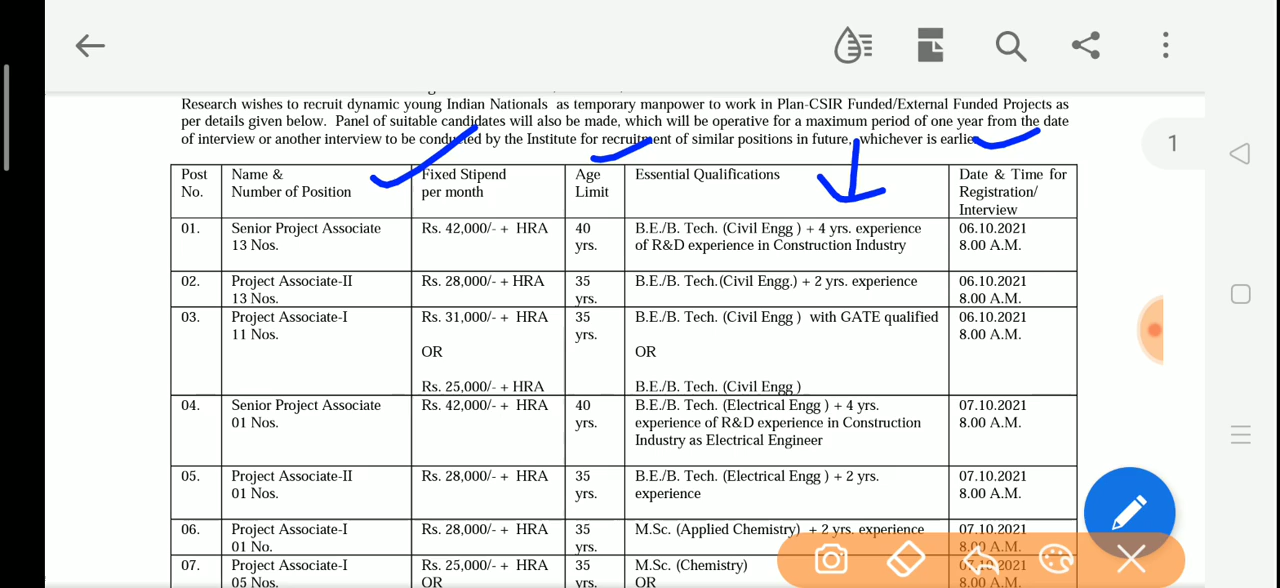 1
Research wishes to recruit dynamic young Indian Nationals as temporary manpower to work in Plan-CSIR Funded/External Funded Projects as
per details given below. Panel of suitable candidates will also be made, which will be operative for a maximum period of one year from the date
of interview or another interview to be conducted by the Institute for recruitment of similar positions in future, whichever is earlie
Post No. Name & Number of Position Fixed Stipend per month Age Limit Essential Qualifications Date & Time for Registration/ Interview
01. Senior Project Associate Rs. 42,000/- + HRA 40 B.E./B. Tech. (Civil Engg ) + 4 yrs. experience 06.10.2021
13 Nos. yrs. of R&D experience in Construction Industry 8.00 A.M.
02. Project Associate-II Rs. 28,000/- + HRA 35 B.E./B. Tech.(Civil Engg.) + 2 yrs. experience 06.10.2021
13 Nos. yrs. 8.00 A.M.
03. Project Associate-I Rs. 31,000/- + HRA 35 B.E./B. Tech. (Civil Engg ) with GATE qualified 06.10.2021
11 Nos. yrs. 8.00 A.M.
OR OR
Rs. 25,000/- + HRA B.E./B. Tech. (Civil Engg )
04. Senior Project Associate Rs. 42,000/- + HRA 40 B.E./B. Tech. (Electrical Engg ) + 4 yrs. 07.10.2021
01 Nos. yrs. experience of R&D experience in Construction 8.00 A.M.
Industry as Electrical Engineer
05. Project Associate-II Rs. 28,000/- + HRA 35 B.E./B. Tech. (Electrical Engg ) + 2 yrs. 07.10.2021
01 Nos. yrs. experience 8.00 A.M.
06. Project Associate-I Rs. 28,000/- + HRA 35 M.Sc. (Applied Chemistry) + 2 yrs. experience 07.10.2021
01 No. yrs. 8.00 A.M.
07. Project Associate-I Rs. 25,000/- + HRA 35 M.Sc. (Chemistry) 07.10.2021
05 Nos. OR yrs. OR 8.00 A.M.